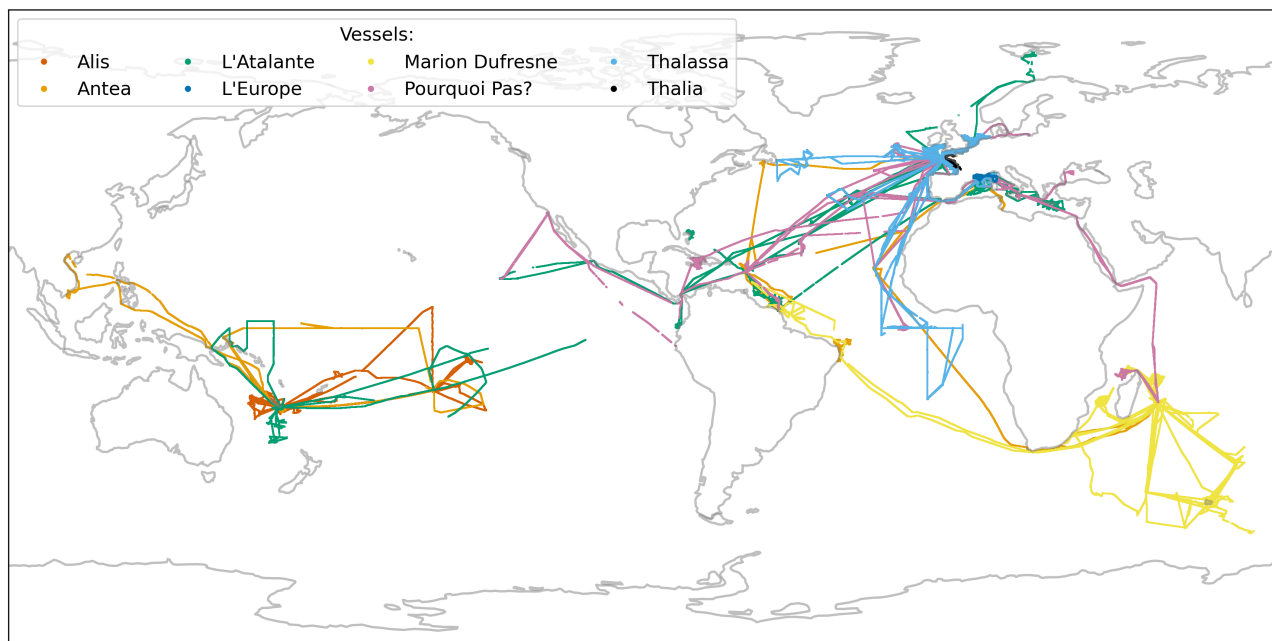 Vessels:
Alis L'Atalante Marion Dufresne Thalassa
Antea L'Europe Pourquoi Pas? Thalia